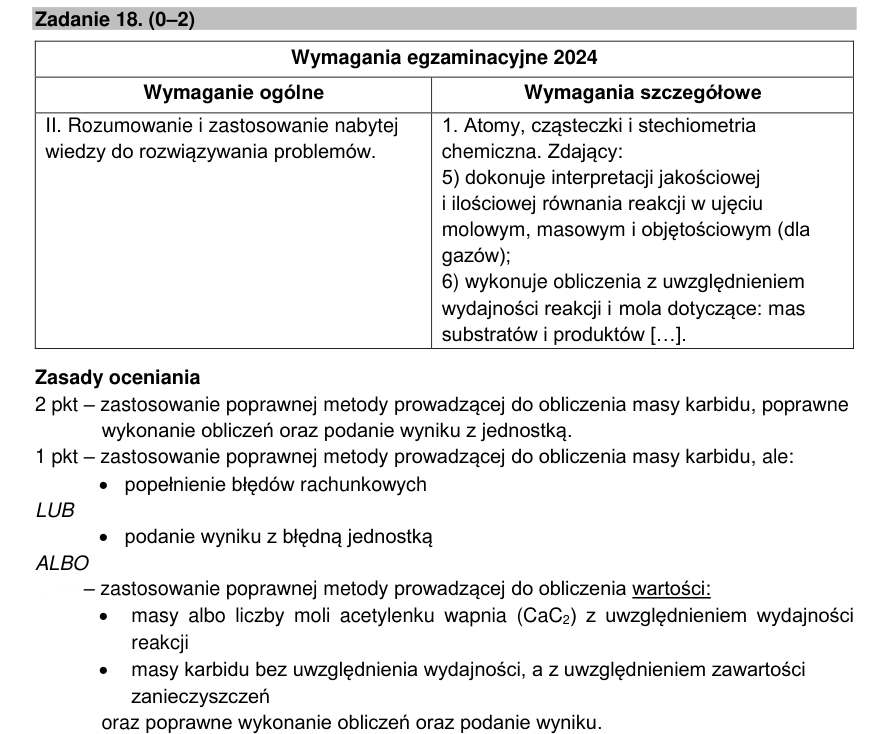 Zadanie 18. (0–2)
Wymagania egzaminacyjne 2024
Wymaganie ogólne
Wymagania szczegółowe
II. Rozumowanie i zastosowanie nabytej
wiedzy do rozwiązywania problemów.
1. Atomy, cząsteczki i stechiometria
chemiczna. Zdający:
5) dokonuje interpretacji jakościowej
i ilościowej równania reakcji w ujęciu
molowym, masowym i objętościowym (dla
gazów);
6) wykonuje obliczenia z uwzględnieniem
wydajności reakcji i mola dotyczące: mas
substratów i produktów […].
Zasady oceniania
2 pkt – zastosowanie poprawnej metody prowadzącej do obliczenia masy karbidu, poprawne
wykonanie obliczeń oraz podanie wyniku z jednostką.
1 pkt – zastosowanie poprawnej metody prowadzącej do obliczenia masy karbidu, ale:
• popełnienie błędów rachunkowych
LUB
• podanie wyniku z błędną jednostką
ALBO
– zastosowanie poprawnej metody prowadzącej do obliczenia wartości:
• masy albo liczby moli acetylenku wapnia (CaC₂) z uwzględnieniem wydajności
reakcji
• masy karbidu bez uwzględnienia wydajności, a z uwzględnieniem zawartości
zanieczyszczeń
oraz poprawne wykonanie obliczeń oraz podanie wyniku.